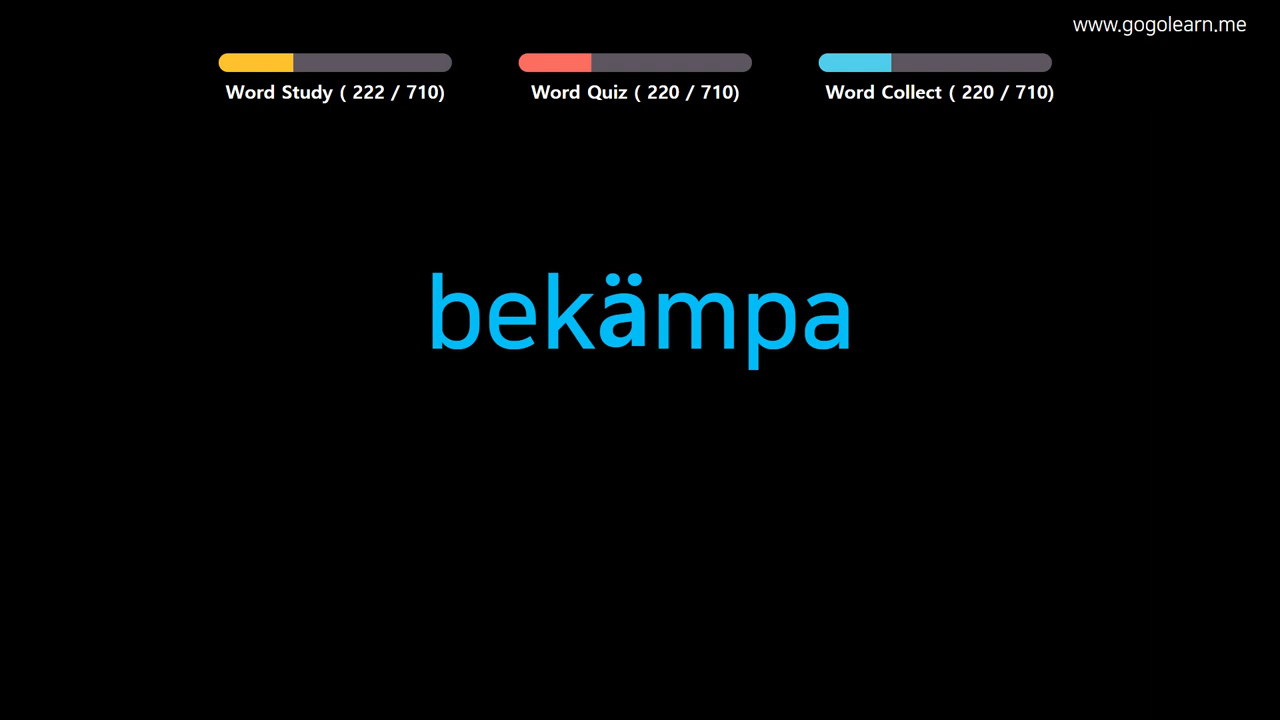 www.gogolearn.me
Word Study ( 222 / 710)
Word Quiz ( 220 / 710)
Word Collect ( 220 / 710)
bekämpa